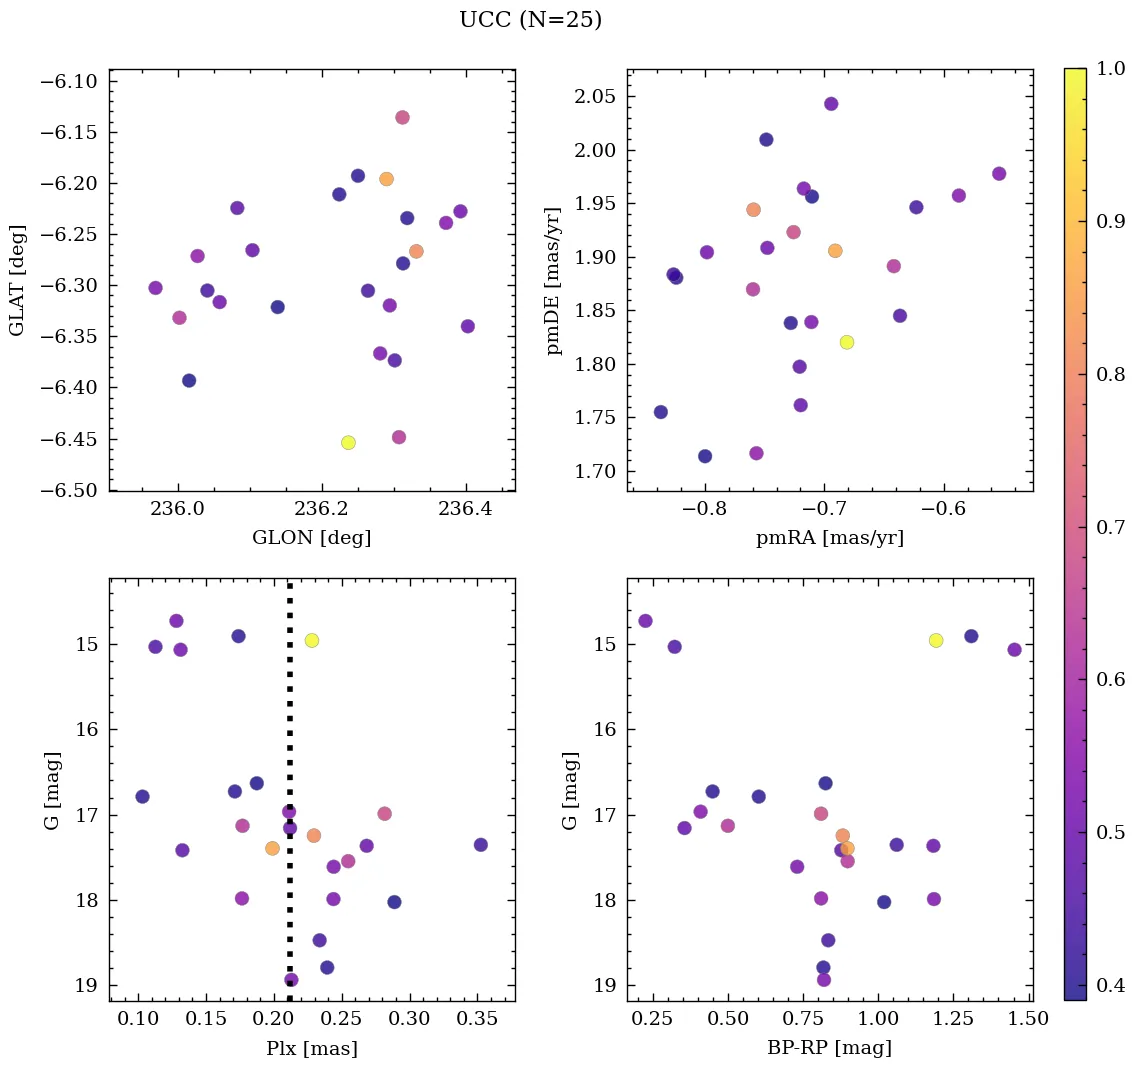 UCC (N=25)
−6.10
−6.15
−6.20
−6.25
−6.30
−6.35
−6.40
−6.45
−6.50
GLAT [deg]
236.0 236.2 236.4
GLON [deg]
2.05
2.00
1.95
1.90
1.85
1.80
1.75
1.70
pmDE [mas/yr]
−0.8 −0.7 −0.6
pmRA [mas/yr]
15
16
17
18
19
G [mag]
0.10 0.15 0.20 0.25 0.30 0.35
Plx [mas]
15
16
17
18
19
G [mag]
0.25 0.50 0.75 1.00 1.25 1.50
BP-RP [mag]
1.0
0.9
0.8
0.7
0.6
0.5
0.4